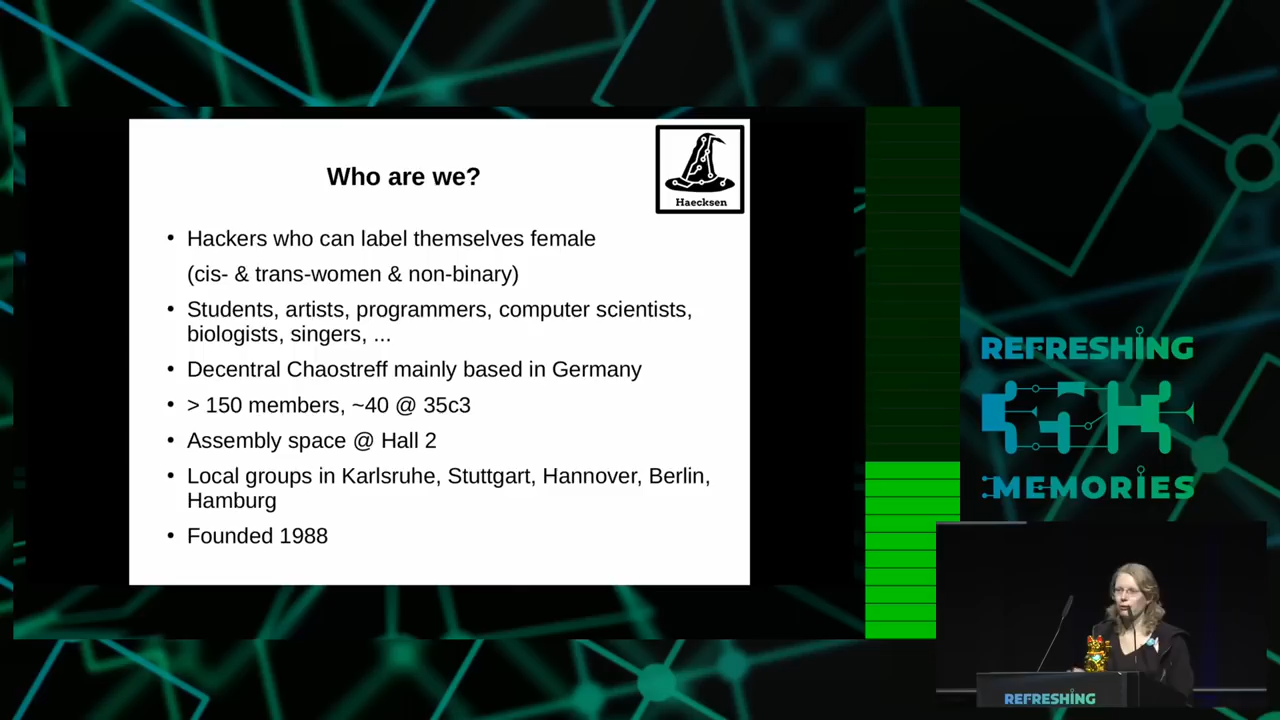 Who are we?
Haecksen
• Hackers who can label themselves female
(cis- & trans-women & non-binary)
• Students, artists, programmers, computer scientists,
biologists, singers, ...
• Decentral Chaostreff mainly based in Germany
• > 150 members, ~40 @ 35c3
• Assembly space @ Hall 2
• Local groups in Karlsruhe, Stuttgart, Hannover, Berlin,
Hamburg
• Founded 1988
REFRESHING
35C3
MEMORIES
REFRESHING